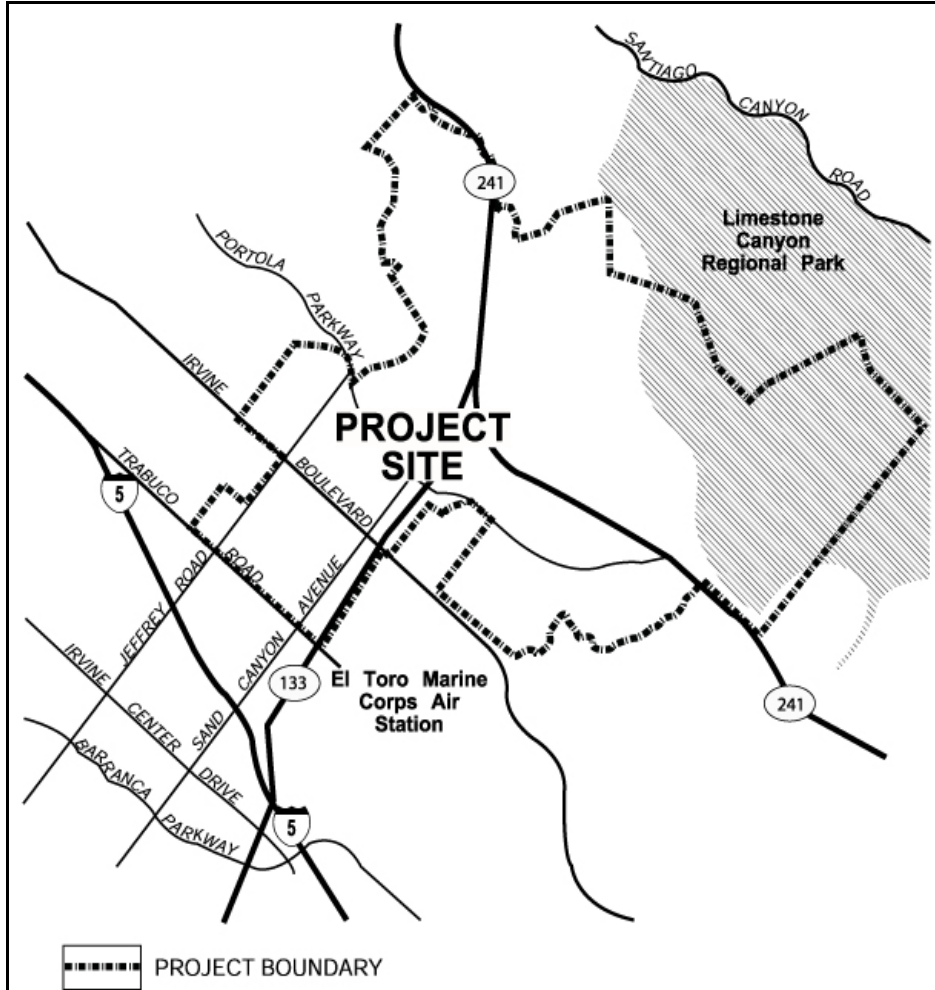 SANTIAGO CANYON ROAD
241
Limestone
Canyon
Regional Park
PORTOLA PARKWAY
IRVINE BOULEVARD
PROJECT
SITE
TRABUCO ROAD
5
JEFFREY ROAD
SAND CANYON AVENUE
133
El Toro Marine
Corps Air
Station
241
IRVINE CENTER DRIVE
BARRANCA PARKWAY
5
PROJECT BOUNDARY